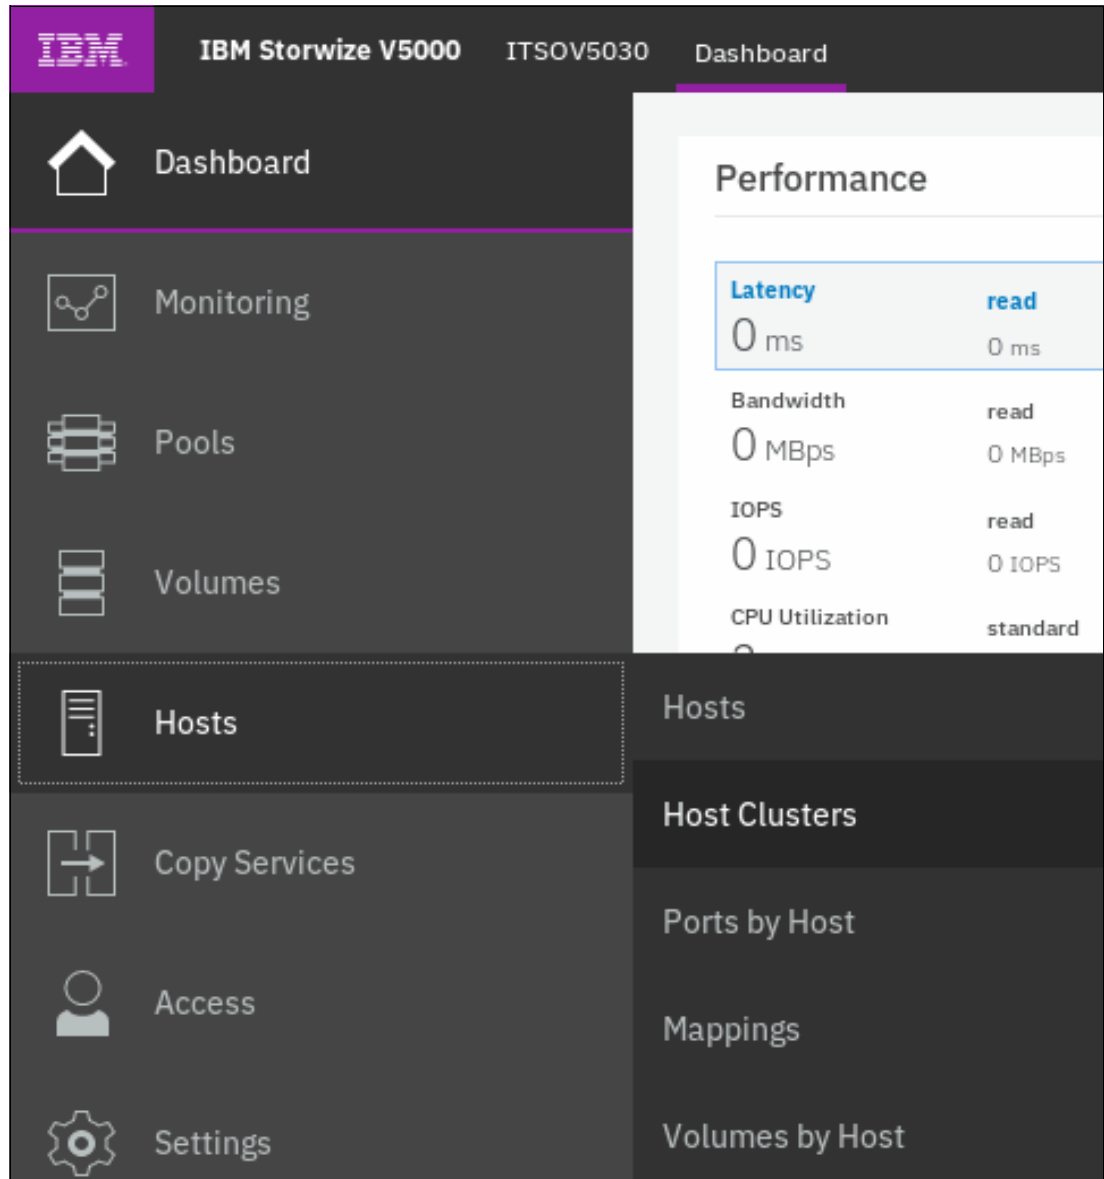 IBM IBM Storwize V5000 ITSOV5030 Dashboard
Dashboard
Monitoring
Pools
Volumes
Hosts
Copy Services
Access
Settings
Performance
Latency read
0 ms 0 ms
Bandwidth read
0 MBps 0 MBps
IOPS read
0 IOPS 0 IOPS
CPU Utilization standard
Hosts
Host Clusters
Ports by Host
Mappings
Volumes by Host